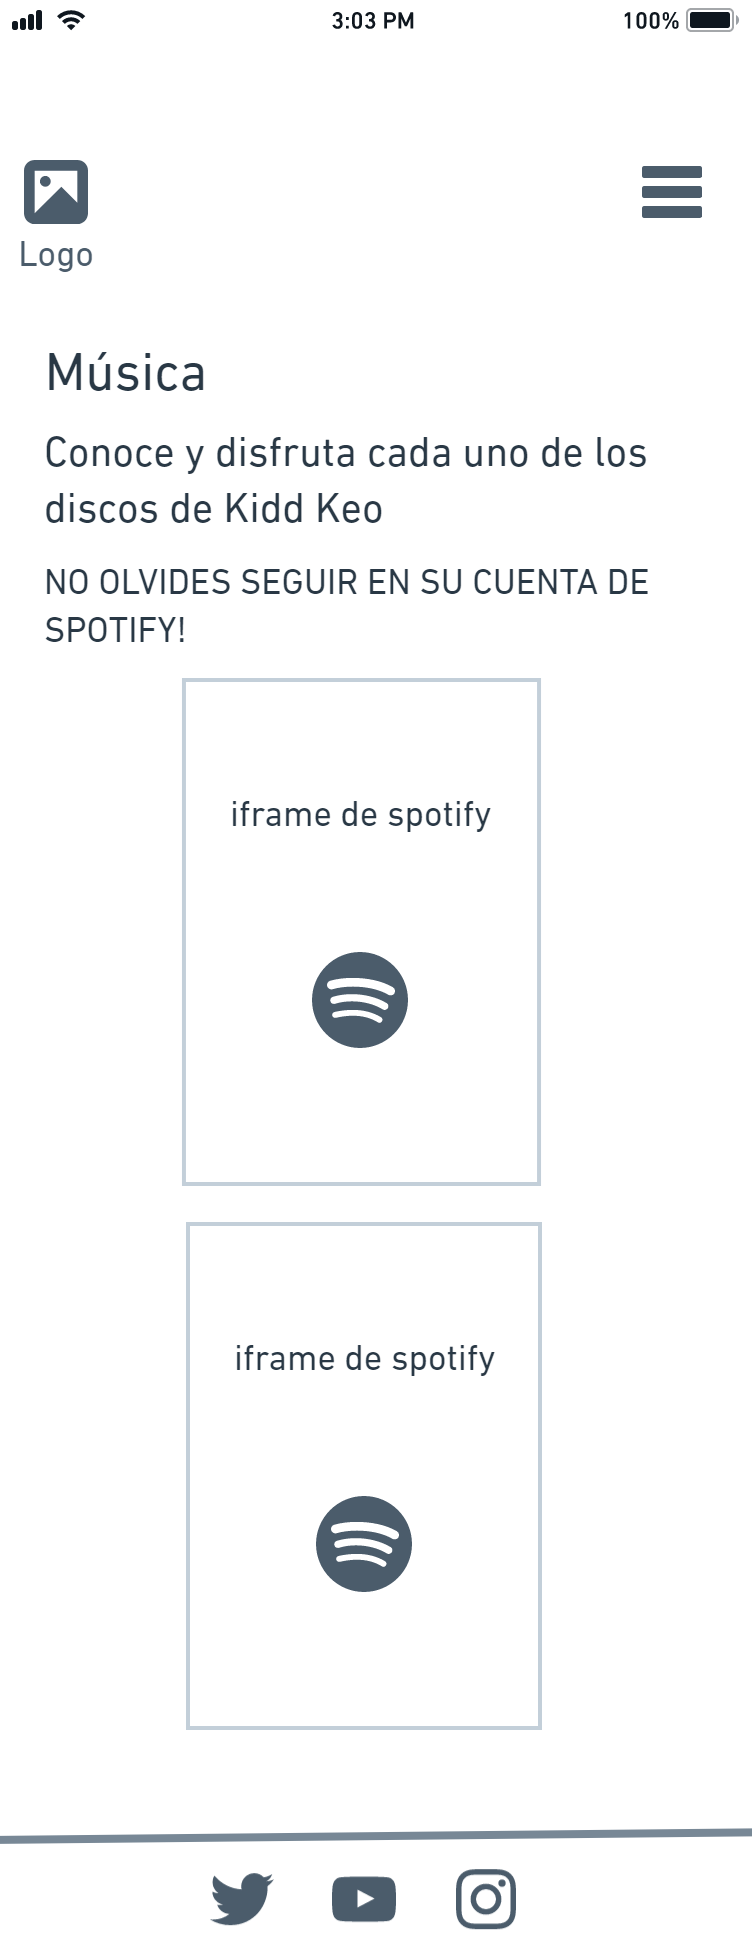 3:03 PM 100%
Logo
Música
Conoce y disfruta cada uno de los
discos de Kidd Keo
NO OLVIDES SEGUIR EN SU CUENTA DE
SPOTIFY!
iframe de spotify
iframe de spotify